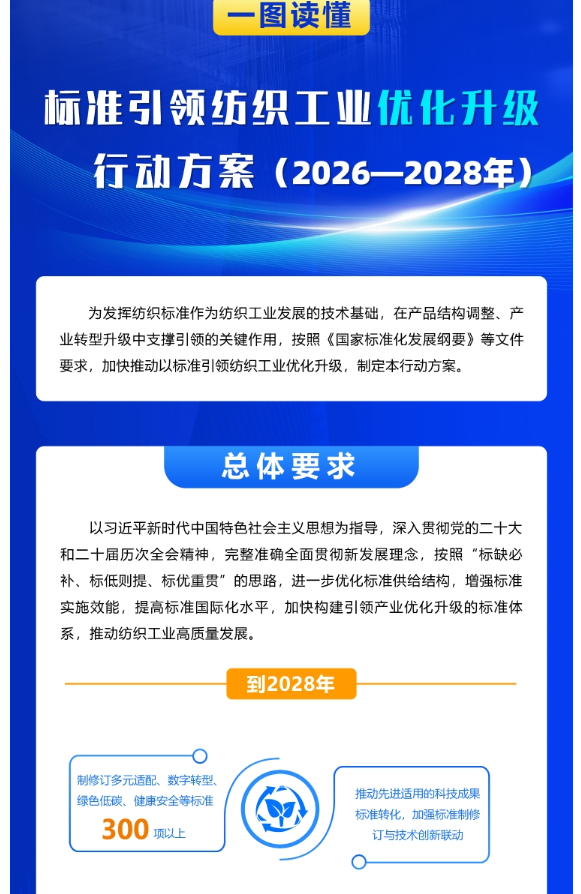 一图读懂
标准引领纺织工业优化升级
行动方案（2026—2028年）
为发挥纺织标准作为纺织工业发展的技术基础，在产品结构调整、产
业转型升级中支撑引领的关键作用，按照《国家标准化发展纲要》等文件
要求，加快推动以标准引领纺织工业优化升级，制定本行动方案。
总体要求
以习近平新时代中国特色社会主义思想为指导，深入贯彻党的二十大
和二十届历次全会精神，完整准确全面贯彻新发展理念，按照“标缺必
补、标低则提、标优重贯”的思路，进一步优化标准供给结构，增强标准
实施效能，提高标准国际化水平，加快构建引领产业优化升级的标准体
系，推动纺织工业高质量发展。
到2028年
制修订多元适配、数字转型、
绿色低碳、健康安全等标准
300 项以上
推动先进适用的科技成果
标准转化，加强标准制修
订与技术创新联动